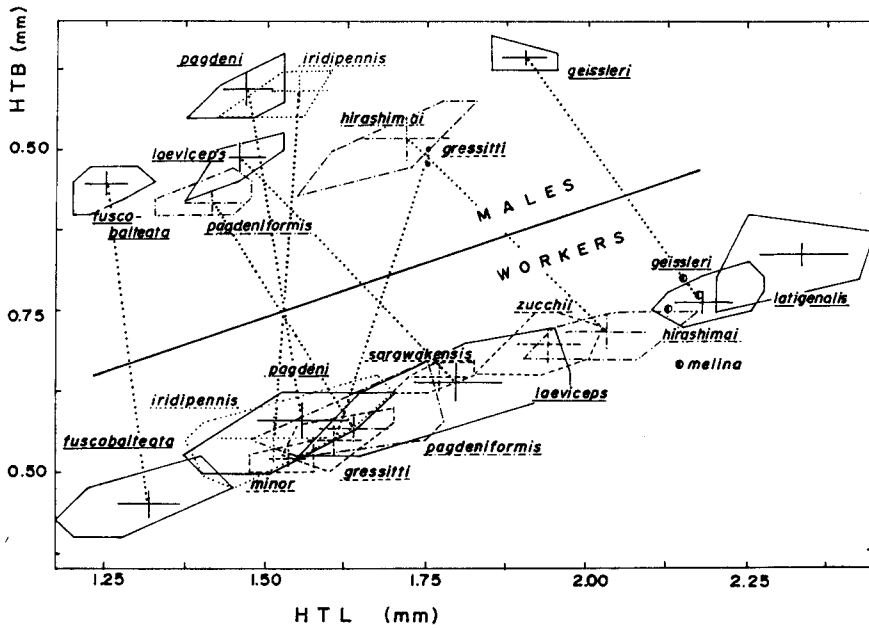 HTB (mm)
pagdeni
iridipennis
geissleri
hirashimai
0.50
laeviceps
gressitti
fusco-
balteata
pagdeniformis
MALES
WORKERS
geissleri
latigenalis
0.75
zucchii
hirashimai
sarawakensis
melina
pagdeni
iridipennis
laeviceps
fuscobalteata
pagdeniformis
0.50
minor
gressitti
1.25
1.50
1.75
2.00
2.25
HTL (mm)